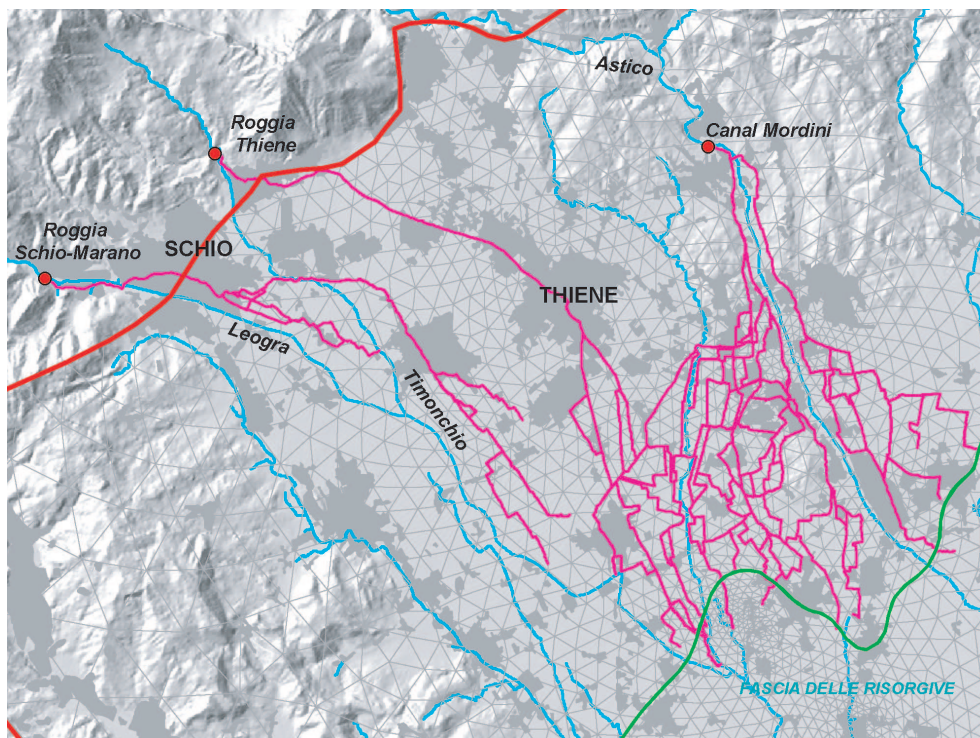 Astico
Roggia
Thiene
Canal Mordini
Roggia
Schio-Marano
SCHIO
THIENE
Leogra
Timonchio
FASCIA DELLE RISORGIVE